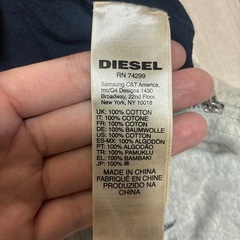 DIESEL
RN 74299
Samsung C&T America,
Inc/Q4 Designs 1430
Broadway, 22nd Floor,
New York, NY 10018
UK: 100% COTTON
IT: 100% COTONE
FR: 100% COTON
DE: 100% BAUMWOLLE
US: 100% COTTON
ES-MX: 100% ALGODÓN
PT: 100% ALGODÃO
TR: 100% PAMUKLU
EL: 100% BAMBAKI
JP: 100% 綿
MADE IN CHINA
FABRIQUÉ EN CHINE
PRODUZIDO NA
CHINA